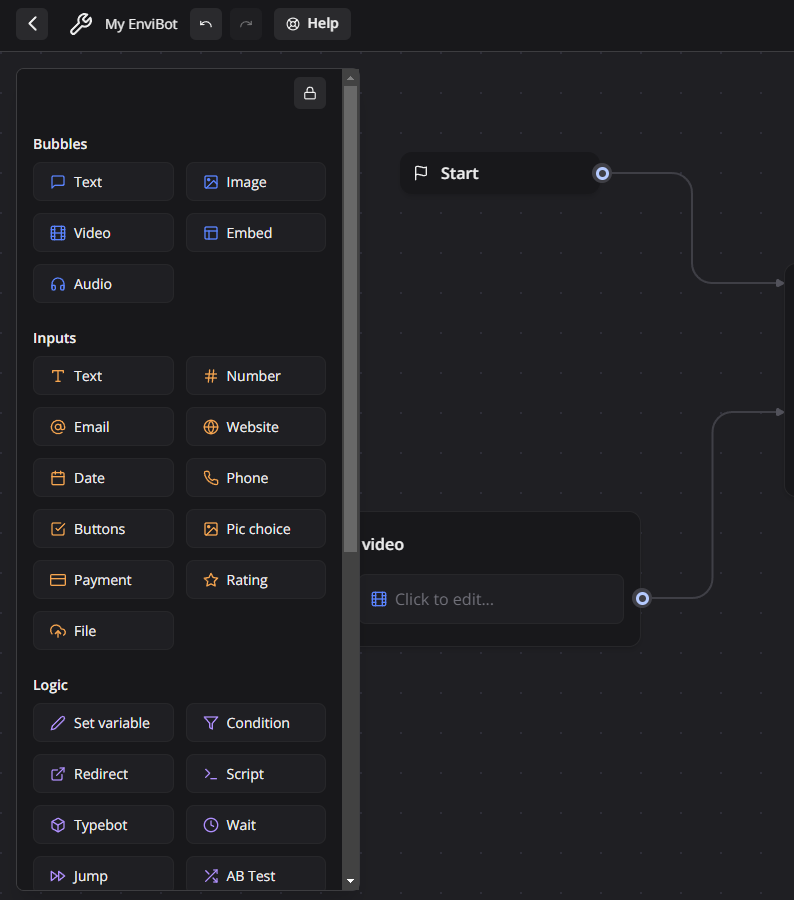 My EnviBot Help
Bubbles
Text Image
Video Embed
Audio
Inputs
Text Number
Email Website
Date Phone
Buttons Pic choice
Payment Rating
File
Logic
Set variable Condition
Redirect Script
Typebot Wait
Jump AB Test
Start
video
Click to edit...